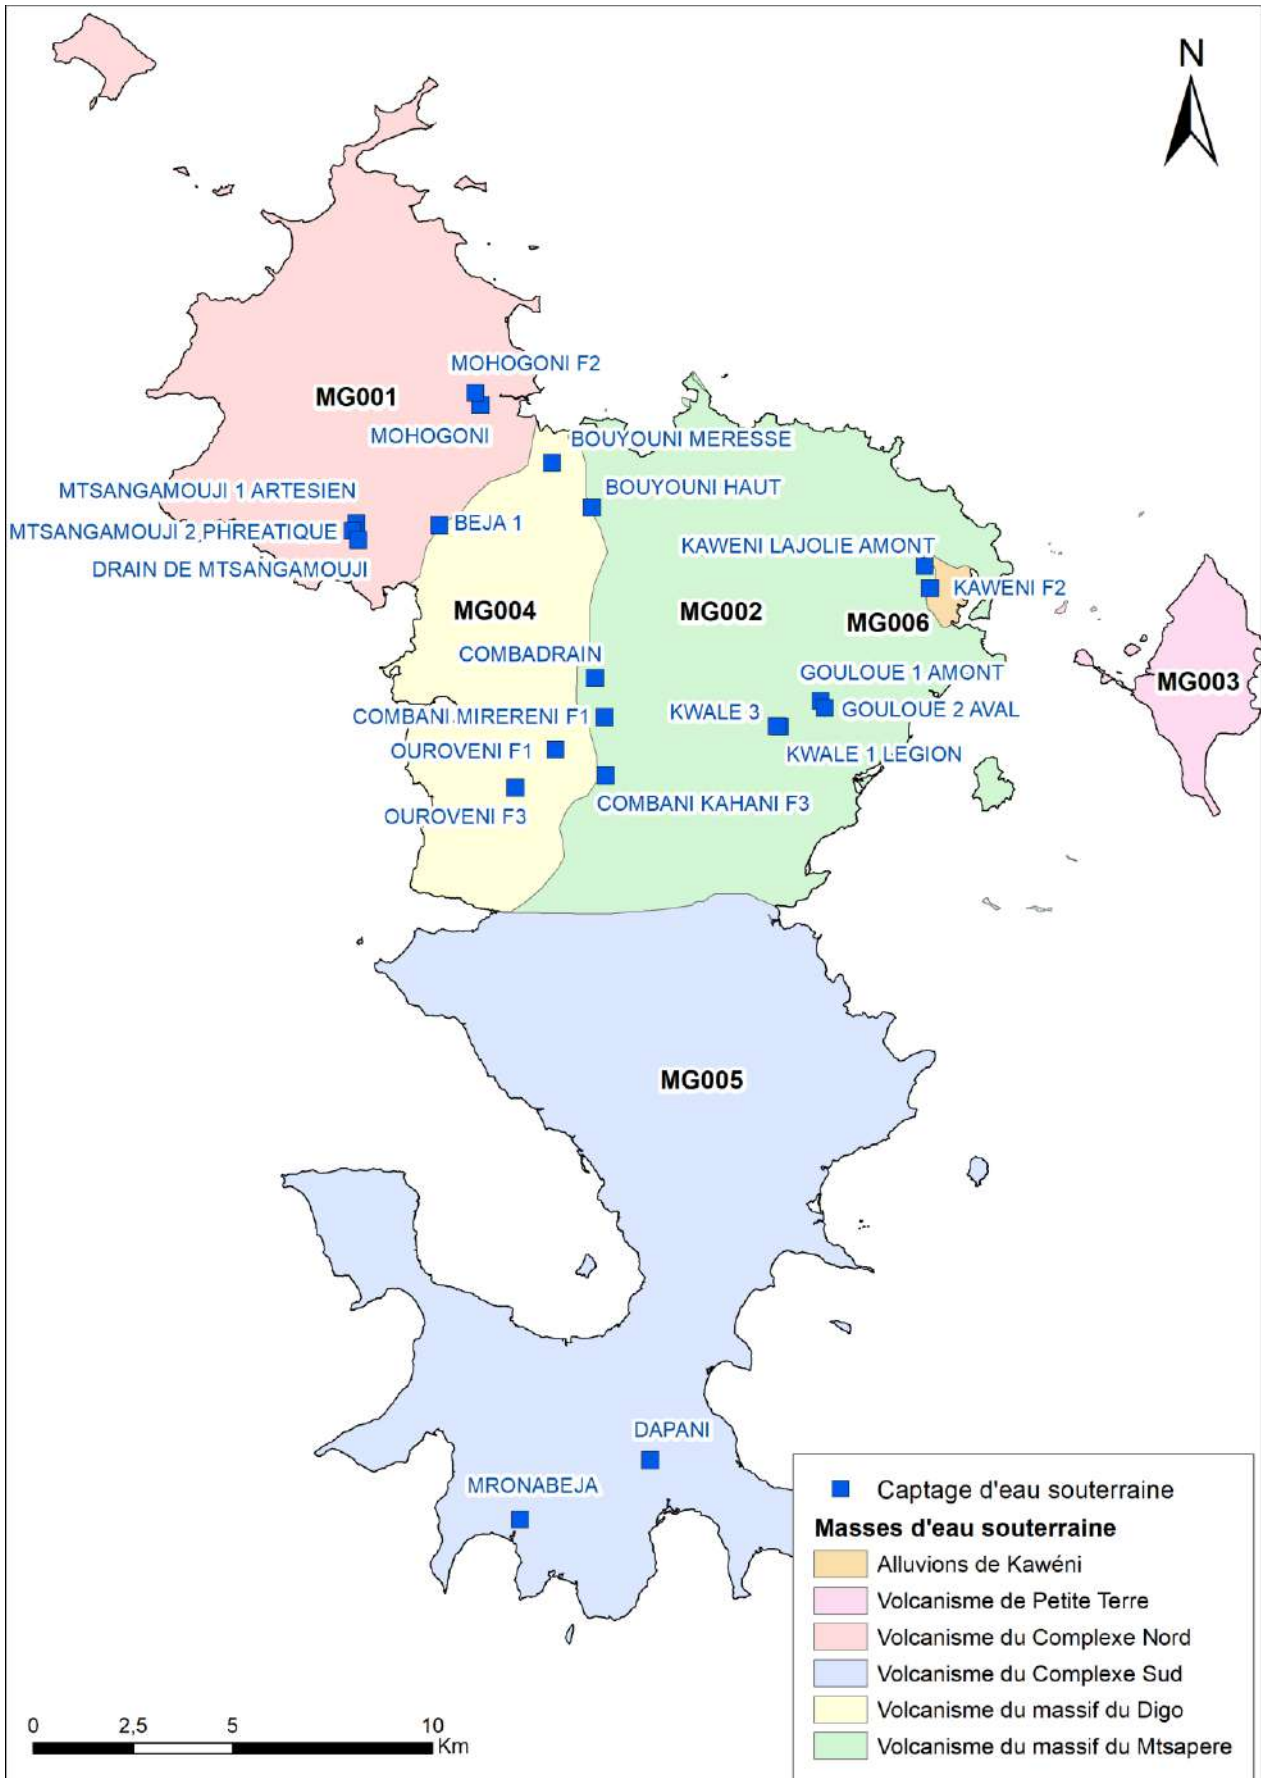 N
MOHOGONI F2
MG001
MOHOGONI
BOUYOUNI MERESSE
MTSANGAMOUJI 1 ARTESIEN
BOUYOUNI HAUT
MTSANGAMOUJI 2 PHREATIQUE
BEJA 1
KAWENI LAJOLIE AMONT
DRAIN DE MTSANGAMOUJI
KAWENI F2
MG004
MG002
MG006
COMBADRAIN
GOULOUE 1 AMONT
MG003
COMBANI MIRERENI F1
KWALE 3
GOULOUE 2 AVAL
OUROVENI F1
KWALE 1 LEGION
COMBANI KAHANI F3
OUROVENI F3
MG005
DAPANI
MRONABEJA
Captage d'eau souterraine
Masses d'eau souterraine
Alluvions de Kawéni
Volcanisme de Petite Terre
Volcanisme du Complexe Nord
Volcanisme du Complexe Sud
Volcanisme du massif du Digo
Volcanisme du massif du Mtsapere
0 2,5 5 10
Km